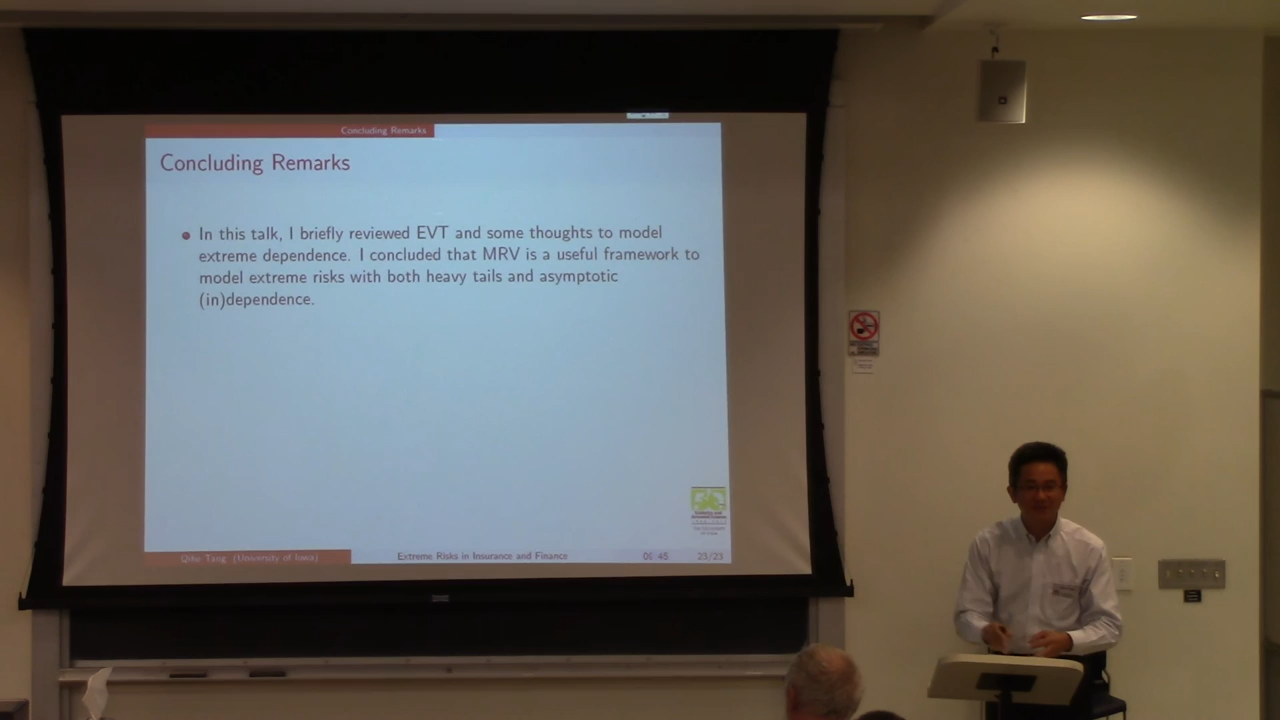 Concluding Remarks
Concluding Remarks
In this talk, I briefly reviewed EVT and some thoughts to model
extreme dependence. I concluded that MRV is a useful framework to
model extreme risks with both heavy tails and asymptotic
(in)dependence.
Qihe Tang (University of Iowa)
Extreme Risks in Insurance and Finance
23/23